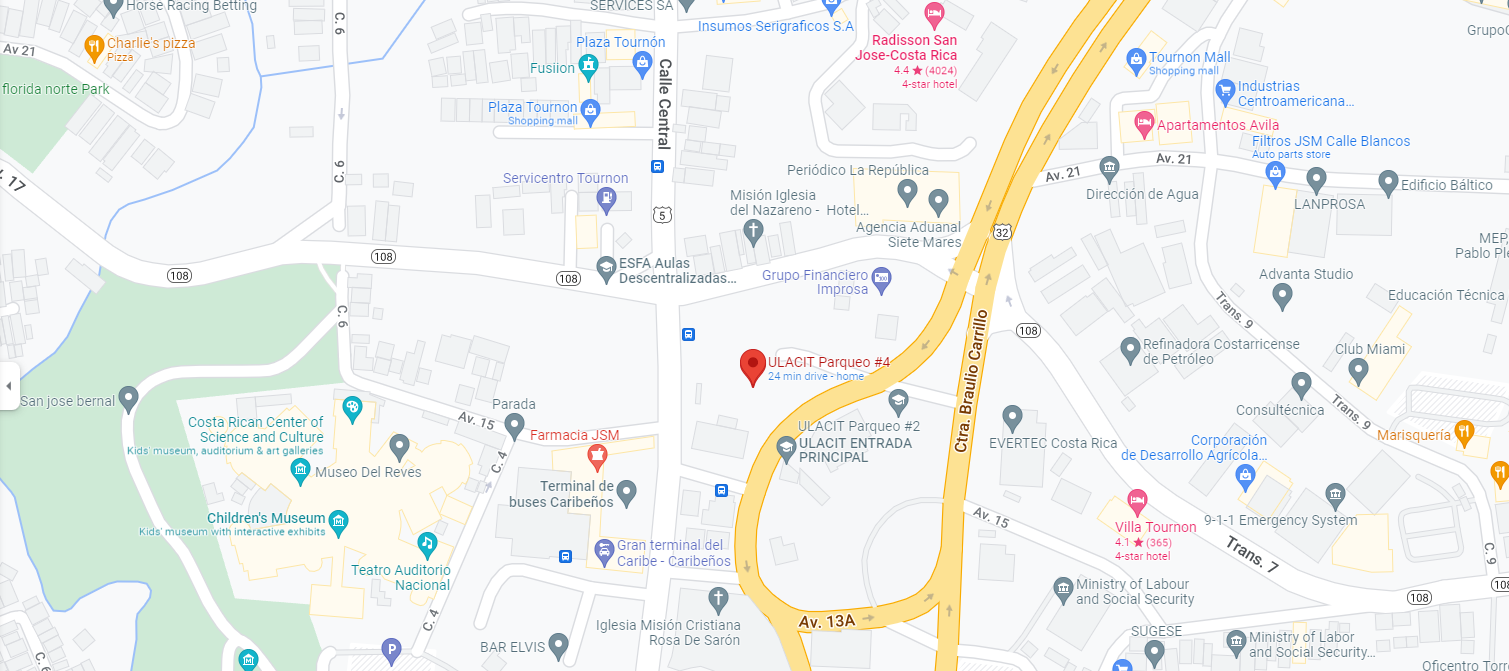 Horse Racing Betting
C. 6
SERVICES SA
Insumos Serigraficos S.A
Av 21
Charlie's pizza
Pizza
Plaza Tournón
Fusiion
Calle Central
Radisson San
Jose-Costa Rica
4.4 ★ (4024)
4-star hotel
Tournon Mall
Shopping mall
Industrias
Centroamericana...
florida norte Park
Plaza Tournon
Shopping mall
Apartamentos Avila
Filtros JSM Calle Blancos
Auto parts store
Av. 21
Av. 21
Dirección de Agua
Edificio Báltico
LANPROSA
17
C. 6
Servicentro Tournon
Periódico La República
Misión Iglesia
del Nazareno - Hotel...
5
Agencia Aduanal
Siete Mares
32
108
108
108
ESFA Aulas
Descentralizadas...
Grupo Financiero
Improsa
Advanta Studio
Educación Técnica
Trans. 9
C. 6
Ctra. Braulio Carrillo
108
Refinadora Costarricense
de Petróleo
Club Miami
ULACIT Parqueo #4
24 min drive - home
San jose bernal
Parada
Av. 15
Consultécnica
Trans. 9
Costa Rican Center of
Science and Culture
Kids' museum, auditorium & art galleries
Museo Del Reves
Farmacia JSM
ULACIT Parqueo #2
ULACIT ENTRADA
PRINCIPAL
EVERTEC Costa Rica
Corporación
de Desarrollo Agrícola...
Marisquería
C. 4
Terminal de
buses Caribeños
Children's Museum
Kids' museum with interactive exhibits
Av. 15
Villa Tournon
4.1 ★ (365)
4-star hotel
9-1-1 Emergency System
Trans. 7
C. 9
Teatro Auditorio
Nacional
Gran terminal del
Caribe - Caribeños
Ministry of Labour
and Social Security
108
108
C. 4
Iglesia Misión Cristiana
Rosa De Sarón
Av. 13A
BAR ELVIS
P
SUGESE
Ministry of Labor
and Social Security...
Oficentro Torre